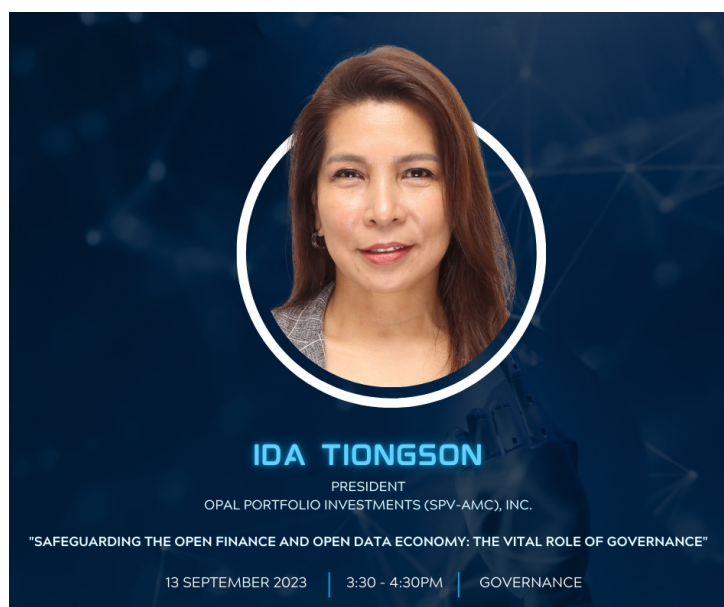 IDA TIONGSON
PRESIDENT
OPAL PORTFOLIO INVESTMENTS (SPV-AMC), INC.
"SAFEGUARDING THE OPEN FINANCE AND OPEN DATA ECONOMY: THE VITAL ROLE OF GOVERNANCE"
13 SEPTEMBER 2023 | 3:30 - 4:30PM | GOVERNANCE